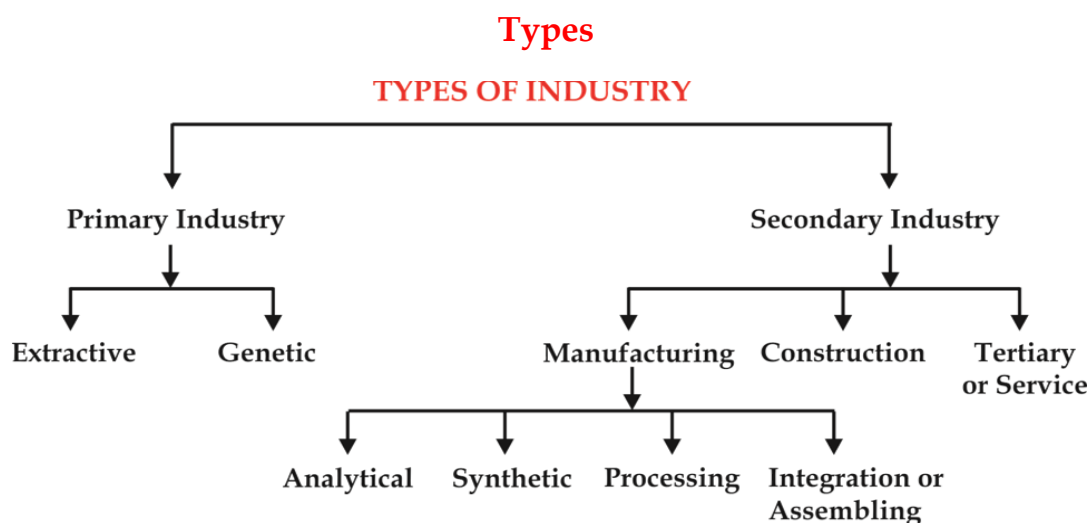 Types
TYPES OF INDUSTRY
Primary Industry
Secondary Industry
Extractive
Genetic
Manufacturing
Construction
Tertiary
or Service
Analytical
Synthetic
Processing
Integration or
Assembling